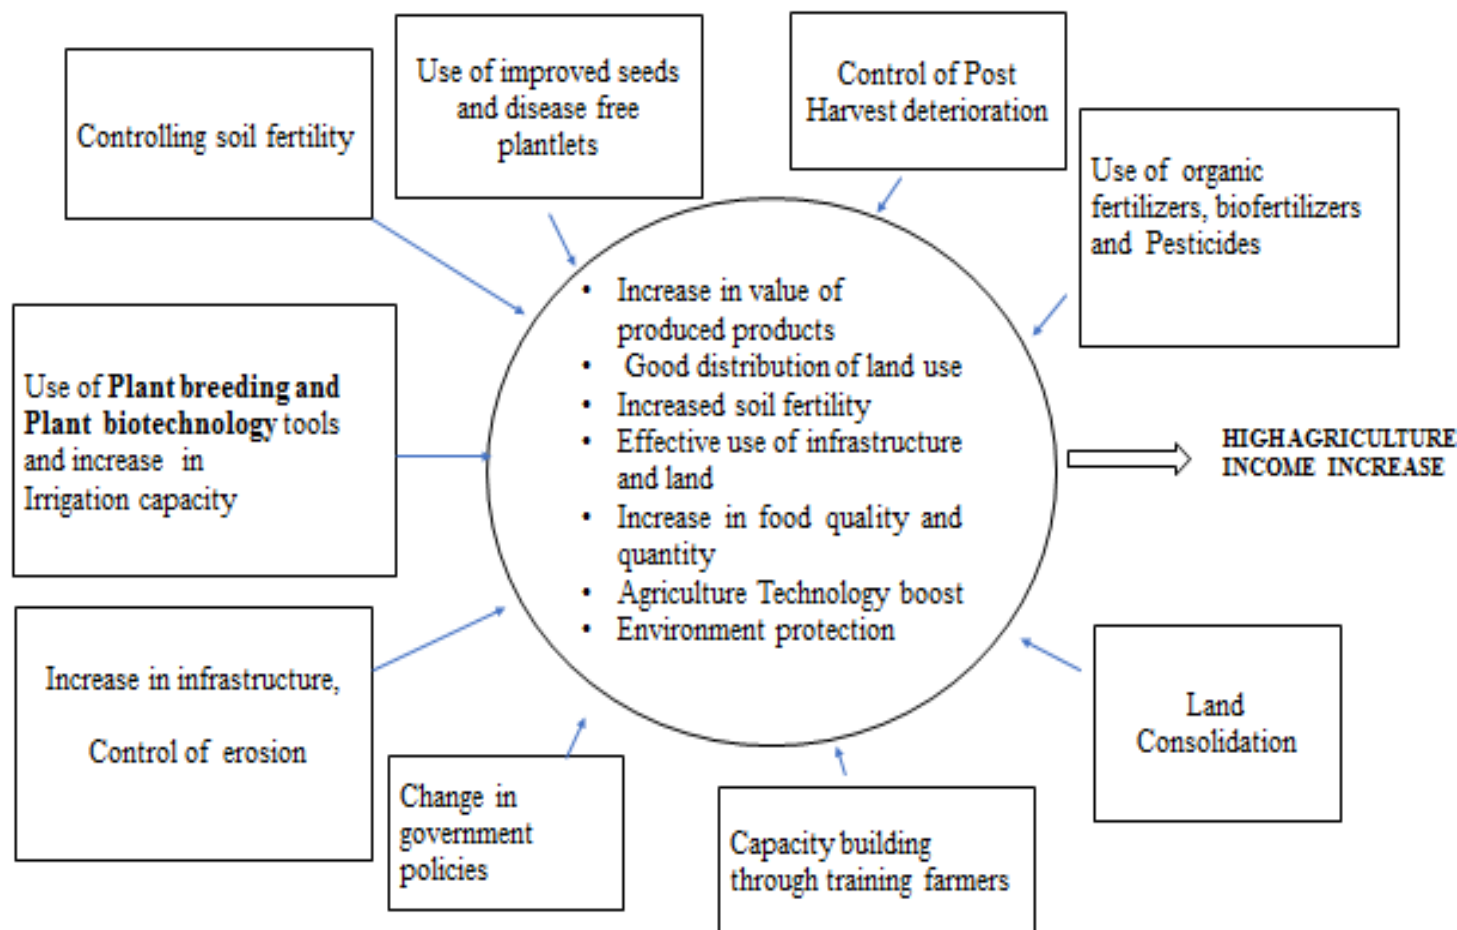 Controlling soil fertility
Use of improved seeds
and disease free
plantlets
Control of Post
Harvest deterioration
Use of organic
fertilizers, biofertilizers
and Pesticides
Use of Plant breeding and
Plant biotechnology tools
and increase in
Irrigation capacity
• Increase in value of
produced products
• Good distribution of land use
• Increased soil fertility
• Effective use of infrastructure
and land
• Increase in food quality and
quantity
• Agriculture Technology boost
• Environment protection
HIGH AGRICULTURE
INCOME INCREASE
Increase in infrastructure,
Control of erosion
Change in
government
policies
Capacity building
through training farmers
Land
Consolidation